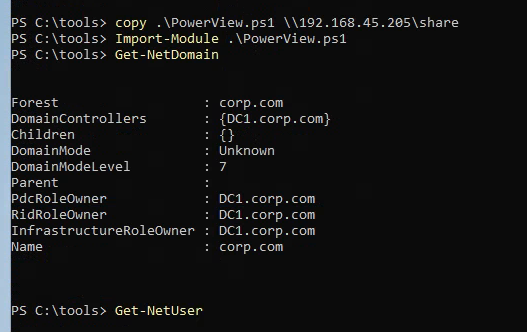 PS C:\tools> copy .\PowerView.ps1 \\192.168.45.205\share
PS C:\tools> Import-Module .\PowerView.ps1
PS C:\tools> Get-NetDomain
Forest                  : corp.com
DomainControllers       : {DC1.corp.com}
Children                : {}
DomainMode              : Unknown
DomainModeLevel         : 7
Parent                  :
PdcRoleOwner            : DC1.corp.com
RidRoleOwner            : DC1.corp.com
InfrastructureRoleOwner : DC1.corp.com
Name                    : corp.com
PS C:\tools> Get-NetUser